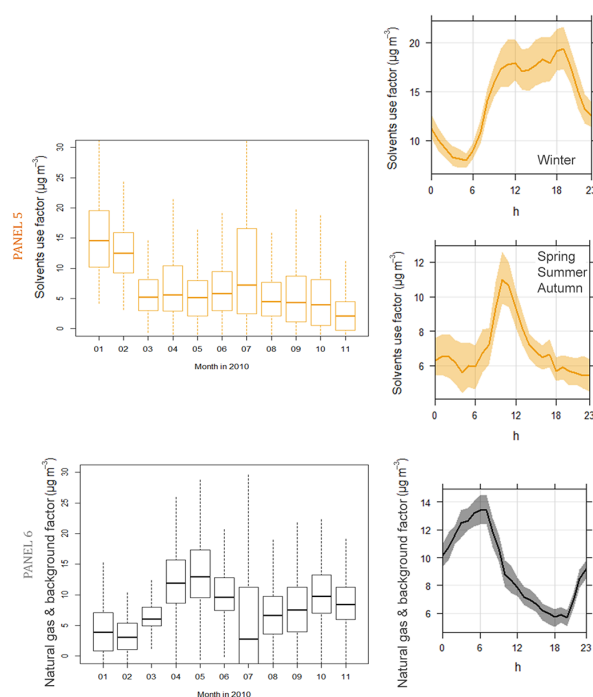 PANEL 5
Solvents use factor (µg m⁻³)
0 5 10 15 20 25 30
01 02 03 04 05 06 07 08 09 10 11
Month in 2010
Solvents use factor (µg m⁻³)
20
15
10
Winter
0 6 12 18 23
h
Solvents use factor (µg m⁻³)
12
10
8
6
Spring
Summer
Autumn
0 6 12 18 23
h
PANEL 6
Natural gas & background factor (µg m⁻³)
0 5 10 15 20 25 30
01 02 03 04 05 06 07 08 09 10 11
Month in 2010
Natural gas & background factor (µg m⁻³)
14
12
10
8
6
0 6 12 18 23
h